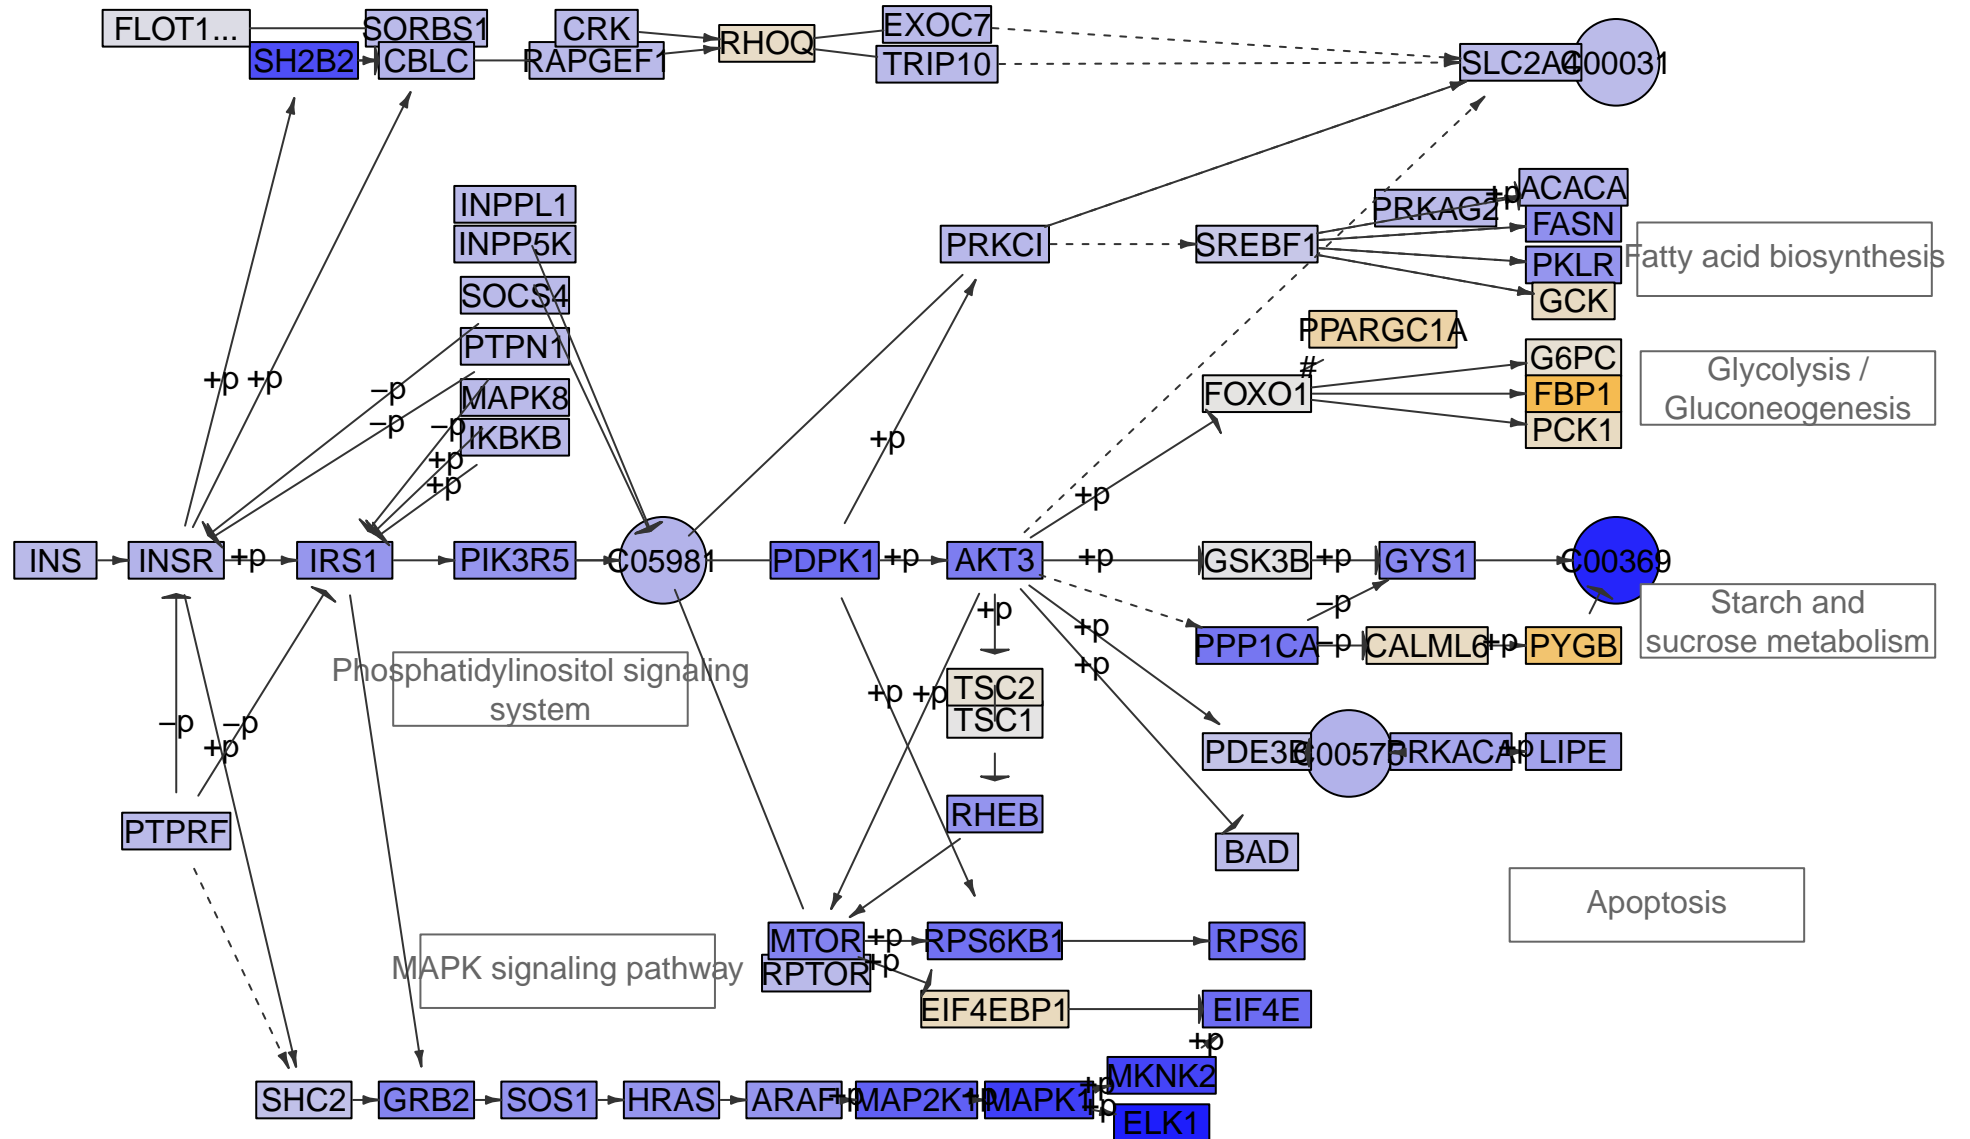 FLOT1...
SORBS1
CRK
RHOQ
EXOC7
SH2B2
CBLC
RAPGEF1
TRIP10
SLC2A4
C00031
INPPL1
INPP5K
SOCS4
PTPN1
MAPK8
IKBKB
PRKCI
SREBF1
PRKAG2
+p
ACACA
FASN
PKLR
GCK
Fatty acid biosynthesis
PPARGC1A
#
FOXO1
G6PC
FBP1
PCK1
Glycolysis /
Gluconeogenesis
+p
+p
−p
−p
−p
+p
+p
+p
+p
INS
INSR
+p
IRS1
PIK3R5
C05981
PDPK1
+p
AKT3
+p
GSK3B
+p
GYS1
C00369
Starch and
sucrose metabolism
+p
+p
+p
−p
PPP1CA
−p
CALML6
+p
PYGB
Phosphatidylinositol signaling
system
−p
−p
+p
+p
+p
TSC2
TSC1
PDE3B
C00575
PRKACA
+p
LIPE
PTPRF
RHEB
BAD
Apoptosis
MAPK signaling pathway
MTOR
RPTOR
+p
+p
RPS6KB1
RPS6
EIF4EBP1
EIF4E
+p
SHC2
GRB2
SOS1
HRAS
ARAF
+p
MAP2K1
+p
MAPK1
+p
+p
MKNK2
ELK1